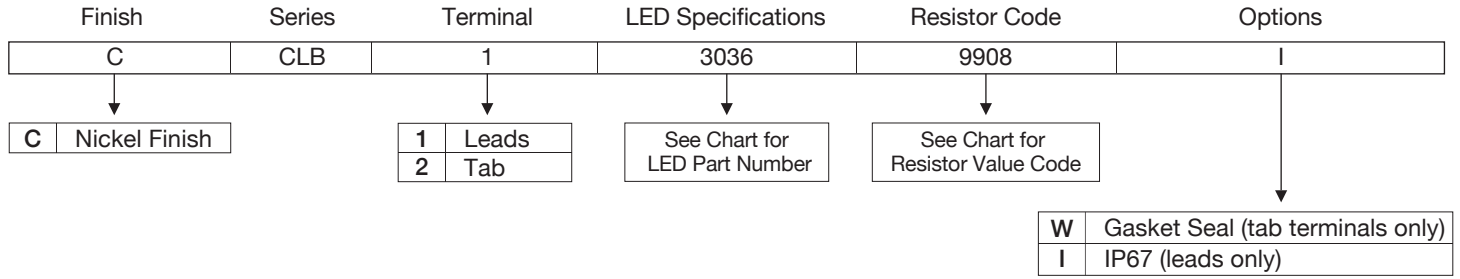 Finish Series Terminal LED Specifications Resistor Code Options
C CLB 1 3036 9908 I
C Nickel Finish
1 Leads
2 Tab
See Chart for
LED Part Number
See Chart for
Resistor Value Code
W Gasket Seal (tab terminals only)
I IP67 (leads only)